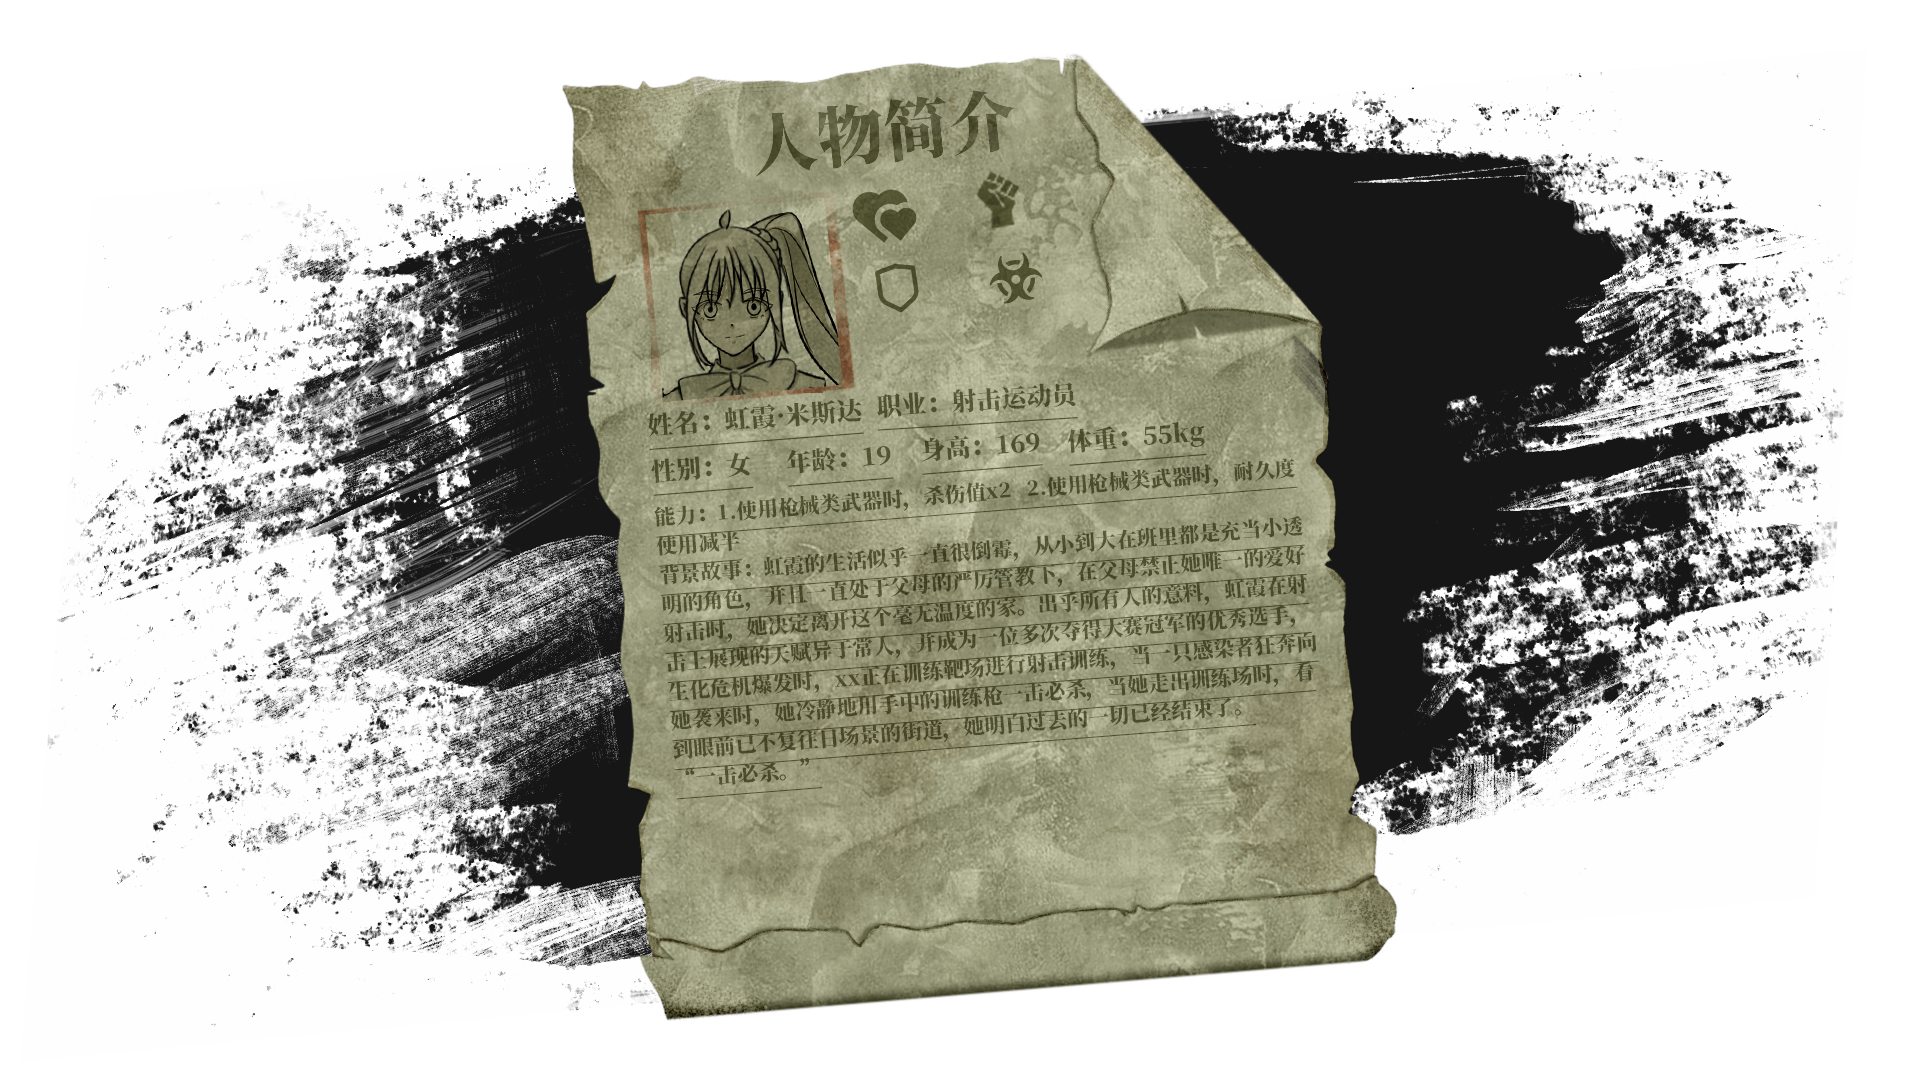 人物简介
姓名：虹霞·米斯达 职业：射击运动员
性别：女 年龄：19 身高：169 体重：55kg
能力：1.使用枪械类武器时，杀伤值x2 2.使用枪械类武器时，耐久度
使用减半
背景故事：虹霞的生活似乎一直很倒霉，从小到大在班里都是充当小透
明的角色，并且一直处于父母的严厉管教下，在父母禁止她唯一的爱好
射击时，她决定离开这个毫无温度的家。出乎所有人的意料，虹霞在射
击上展现的天赋异于常人，并成为一位多次夺得大赛冠军的优秀选手，
生化危机爆发时，xx正在训练靶场进行射击训练，当一只感染者狂奔向
她袭来时，她冷静地用手中的训练枪一击必杀，当她走出训练场时，看
到眼前已不复往日场景的街道，她明白过去的一切已经结束了。
“一击必杀。”